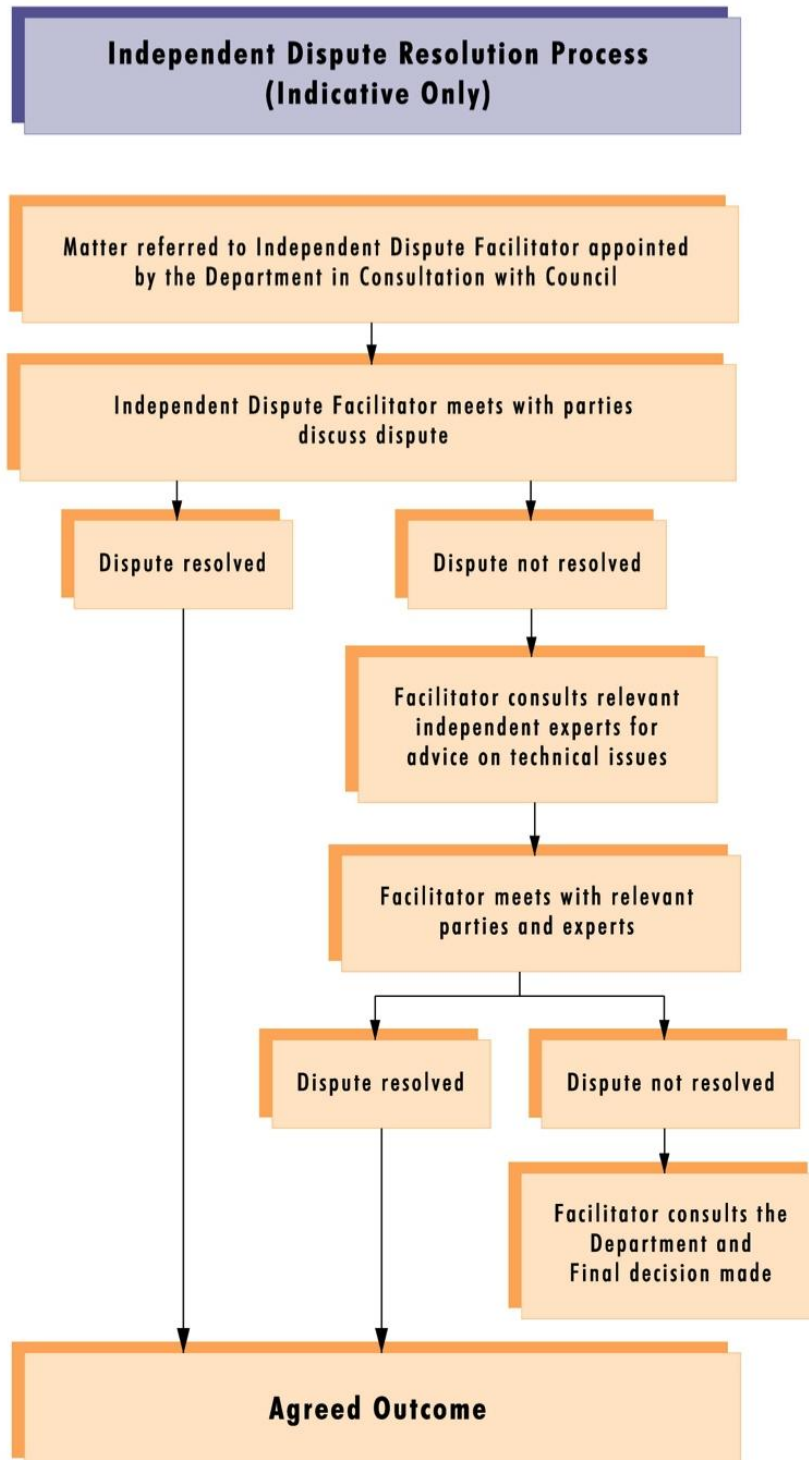 Independent Dispute Resolution Process
(Indicative Only)
Matter referred to Independent Dispute Facilitator appointed
by the Department in Consultation with Council
Independent Dispute Facilitator meets with parties
discuss dispute
Dispute resolved
Dispute not resolved
Facilitator consults relevant
independent experts for
advice on technical issues
Facilitator meets with relevant
parties and experts
Dispute resolved
Dispute not resolved
Facilitator consults the
Department and
Final decision made
Agreed Outcome